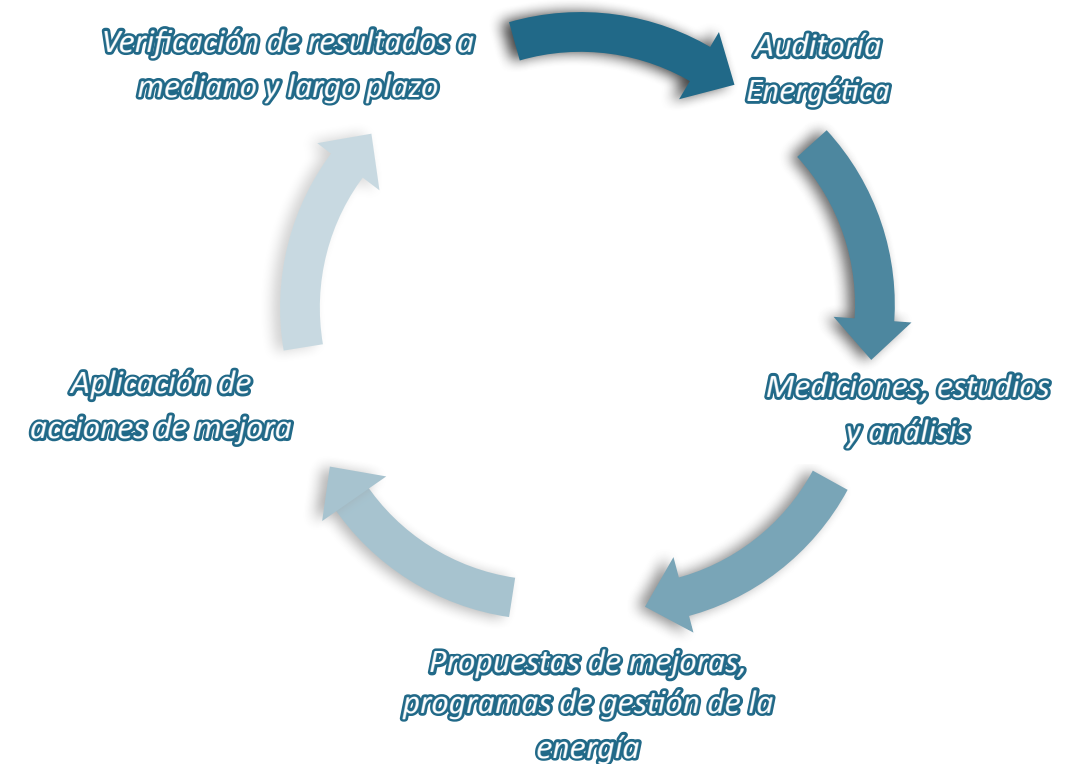 Verificación de resultados a
mediano y largo plazo
Auditoría
Energética
Mediciones, estudios
y análisis
Propuestas de mejoras,
programas de gestión de la
energía
Aplicación de
acciones de mejora